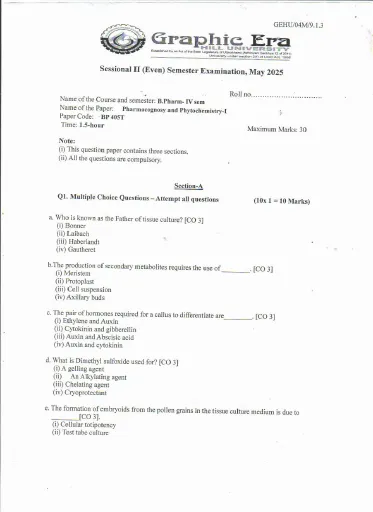 GEHU/04M/9.1.3
Graphic Era
HILL UNIVERSITY
Sessional II (Even) Semester Examination, May 2025
Roll no..............................
Name of the Course and semester: B.Pharm- IV sem
Name of the Paper: Pharmacognosy and Phytochemistry-I
Paper Code: BP 405T
Time: 1.5-hour
Maximum Marks: 30
Note:
(i) This question paper contains three sections.
(ii) All the questions are compulsory.
Section-A
Q1. Multiple Choice Questions – Attempt all questions (10x 1 = 10 Marks)
a. Who is known as the Father of tissue culture? [CO 3]
(i) Bonner
(ii) Laibach
(iii) Haberlandt
(iv) Gautheret
b.The production of secondary metabolites requires the use of ________. [CO 3]
(i) Meristem
(ii) Protoplast
(iii) Cell suspension
(iv) Axillary buds
c. The pair of hormones required for a callus to differentiate are________. [CO 3]
(i) Ethylene and Auxin
(ii) Cytokinin and gibberellin
(iii) Auxin and Abscisic acid
(iv) Auxin and cytokinin
d. What is Dimethyl sulfoxide used for? [CO 3]
(i) A gelling agent
(ii) An Alkylating agent
(iii) Chelating agent
(iv) Cryoprotectant
e. The formation of embryoids from the pollen grains in the tissue culture medium is due to
________[CO 3].
(i) Cellular totipotency
(ii) Test tube culture